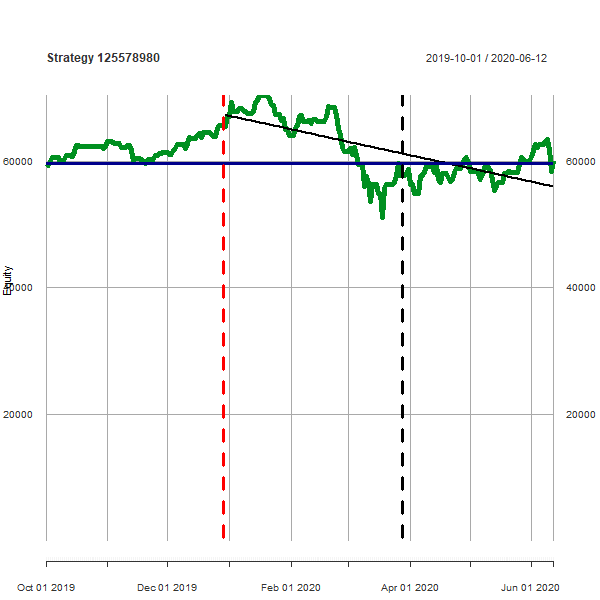 Strategy 125578980
2019-10-01 / 2020-06-12
60000
60000
Equity
40000
40000
20000
20000
Oct 01 2019
Dec 01 2019
Feb 01 2020
Apr 01 2020
Jun 01 2020